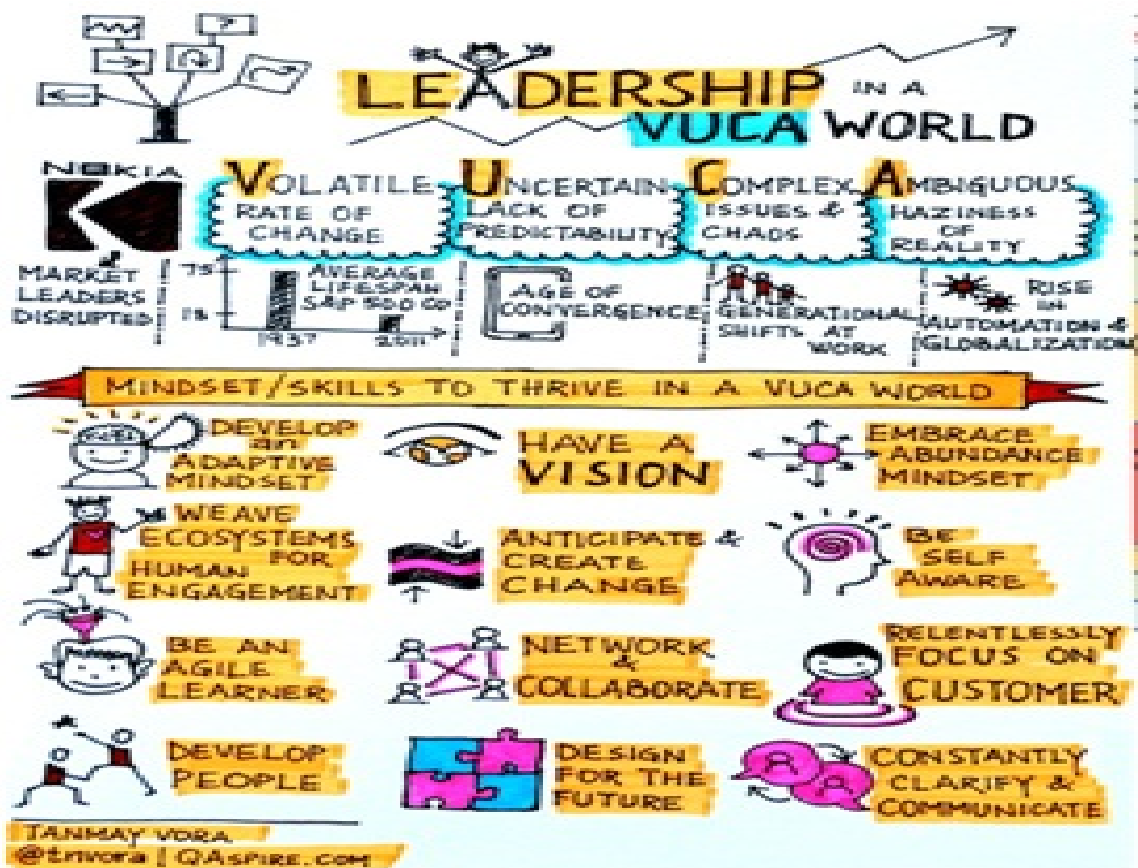 ?
LEADERSHIP IN A
VUCA WORLD
NOKIA
MARKET
LEADERS
DISRUPTED
VOLATILE
RATE OF
CHANGE
UNCERTAIN
LACK OF
PREDICTABILITY
COMPLEX
ISSUES &
CHAOS
AMBIGUOUS
HAZINESS
OF
REALITY
75
15
AVERAGE
LIFESPAN
S&P 500 CO
1937 2011
AGE OF
CONVERGENCE
GENERATIONAL
SHIFTS AT
WORK
RISE
IN
AUTOMATION &
GLOBALIZATION
MINDSET/SKILLS TO THRIVE IN A VUCA WORLD
DEVELOP
an
ADAPTIVE
MINDSET
HAVE A
VISION
EMBRACE
ABUNDANCE
MINDSET
WEAVE
ECOSYSTEMS
FOR
HUMAN
ENGAGEMENT
ANTICIPATE &
CREATE
CHANGE
BE
SELF
AWARE
BE AN
AGILE
LEARNER
NETWORK
&
COLLABORATE
RELENTLESSLY
FOCUS ON
CUSTOMER
DEVELOP
PEOPLE
DESIGN
FOR THE
FUTURE
CONSTANTLY
CLARIFY &
COMMUNICATE
TANMAY VORA
@tnvora | QASPIRE.COM